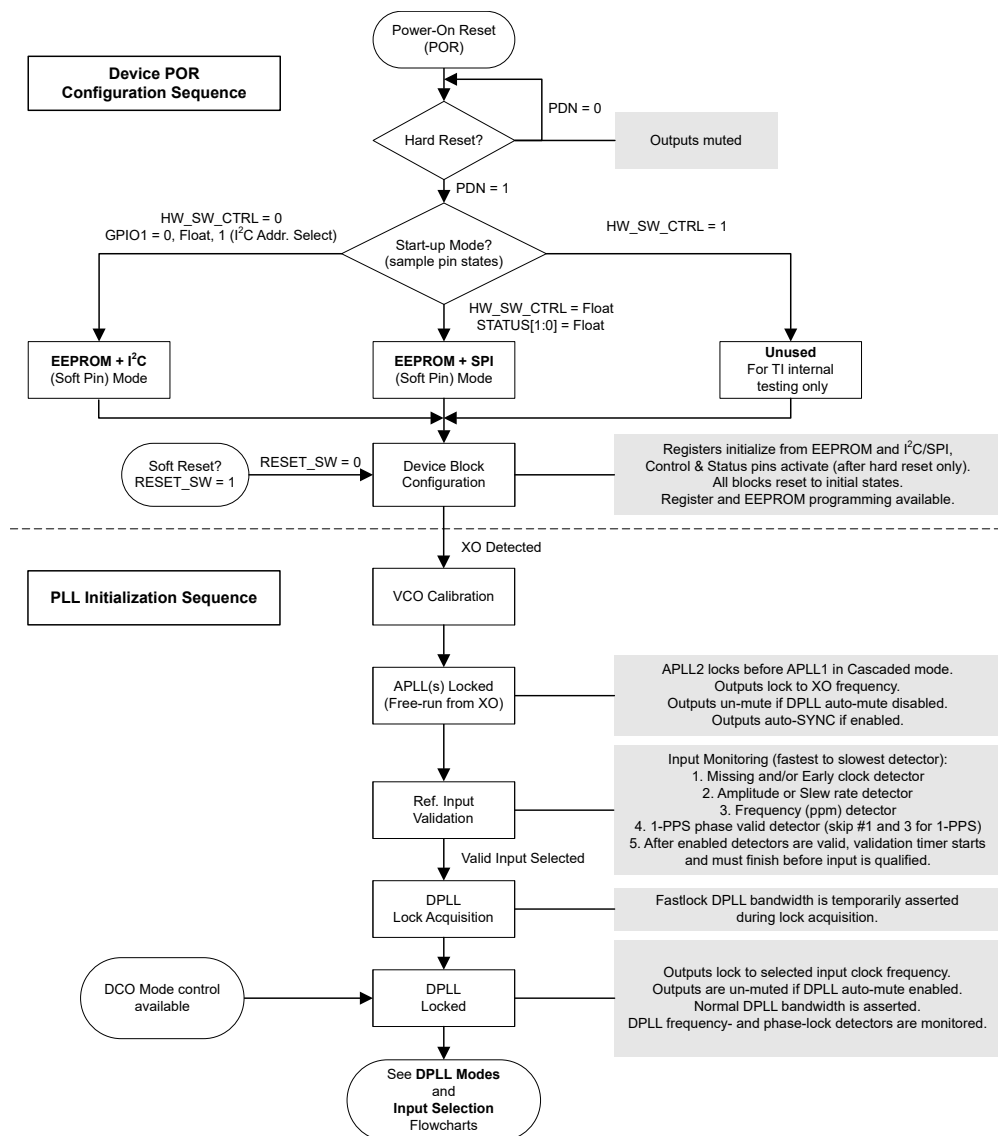 Power-On Reset
(POR)
Device POR
Configuration Sequence
PDN = 0
Hard Reset?
Outputs muted
PDN = 1
HW_SW_CTRL = 0
GPIO1 = 0, Float, 1 (I²C Addr. Select)
HW_SW_CTRL = 1
Start-up Mode?
(sample pin states)
HW_SW_CTRL = Float
STATUS[1:0] = Float
EEPROM + I²C
(Soft Pin) Mode
EEPROM + SPI
(Soft Pin) Mode
Unused
For TI internal
testing only
Soft Reset?
RESET_SW = 1
RESET_SW = 0
Device Block
Configuration
Registers initialize from EEPROM and I²C/SPI,
Control & Status pins activate (after hard reset only).
All blocks reset to initial states.
Register and EEPROM programming available.
XO Detected
PLL Initialization Sequence
VCO Calibration
APLL(s) Locked
(Free-run from XO)
APLL2 locks before APLL1 in Cascaded mode.
Outputs lock to XO frequency.
Outputs un-mute if DPLL auto-mute disabled.
Outputs auto-SYNC if enabled.
Ref. Input
Validation
Input Monitoring (fastest to slowest detector):
1. Missing and/or Early clock detector
2. Amplitude or Slew rate detector
3. Frequency (ppm) detector
4. 1-PPS phase valid detector (skip #1 and 3 for 1-PPS)
5. After enabled detectors are valid, validation timer starts
and must finish before input is qualified.
Valid Input Selected
DPLL
Lock Acquisition
Fastlock DPLL bandwidth is temporarily asserted
during lock acquisition.
DCO Mode control
available
DPLL
Locked
Outputs lock to selected input clock frequency.
Outputs are un-muted if DPLL auto-mute enabled.
Normal DPLL bandwidth is asserted.
DPLL frequency- and phase-lock detectors are monitored.
See DPLL Modes
and
Input Selection
Flowcharts